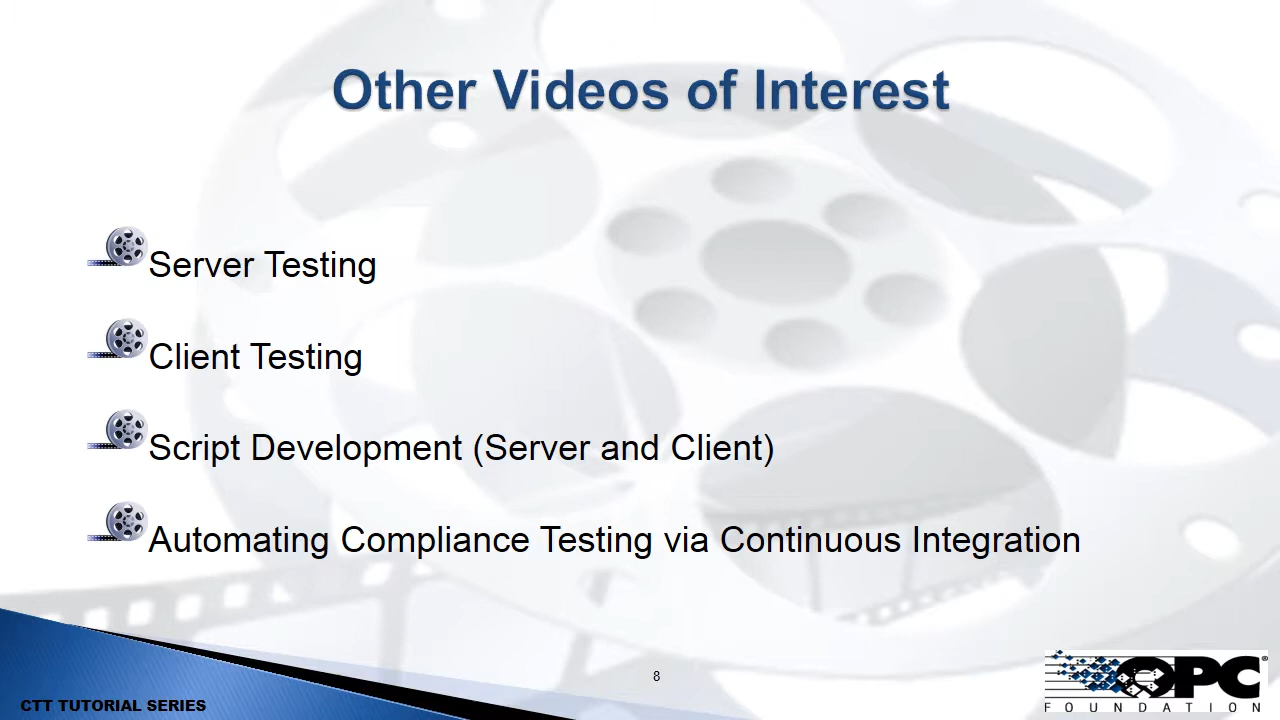 Other Videos of Interest
Server Testing
Client Testing
Script Development (Server and Client)
Automating Compliance Testing via Continuous Integration
8
CTT TUTORIAL SERIES
OPC®
FOUNDATION